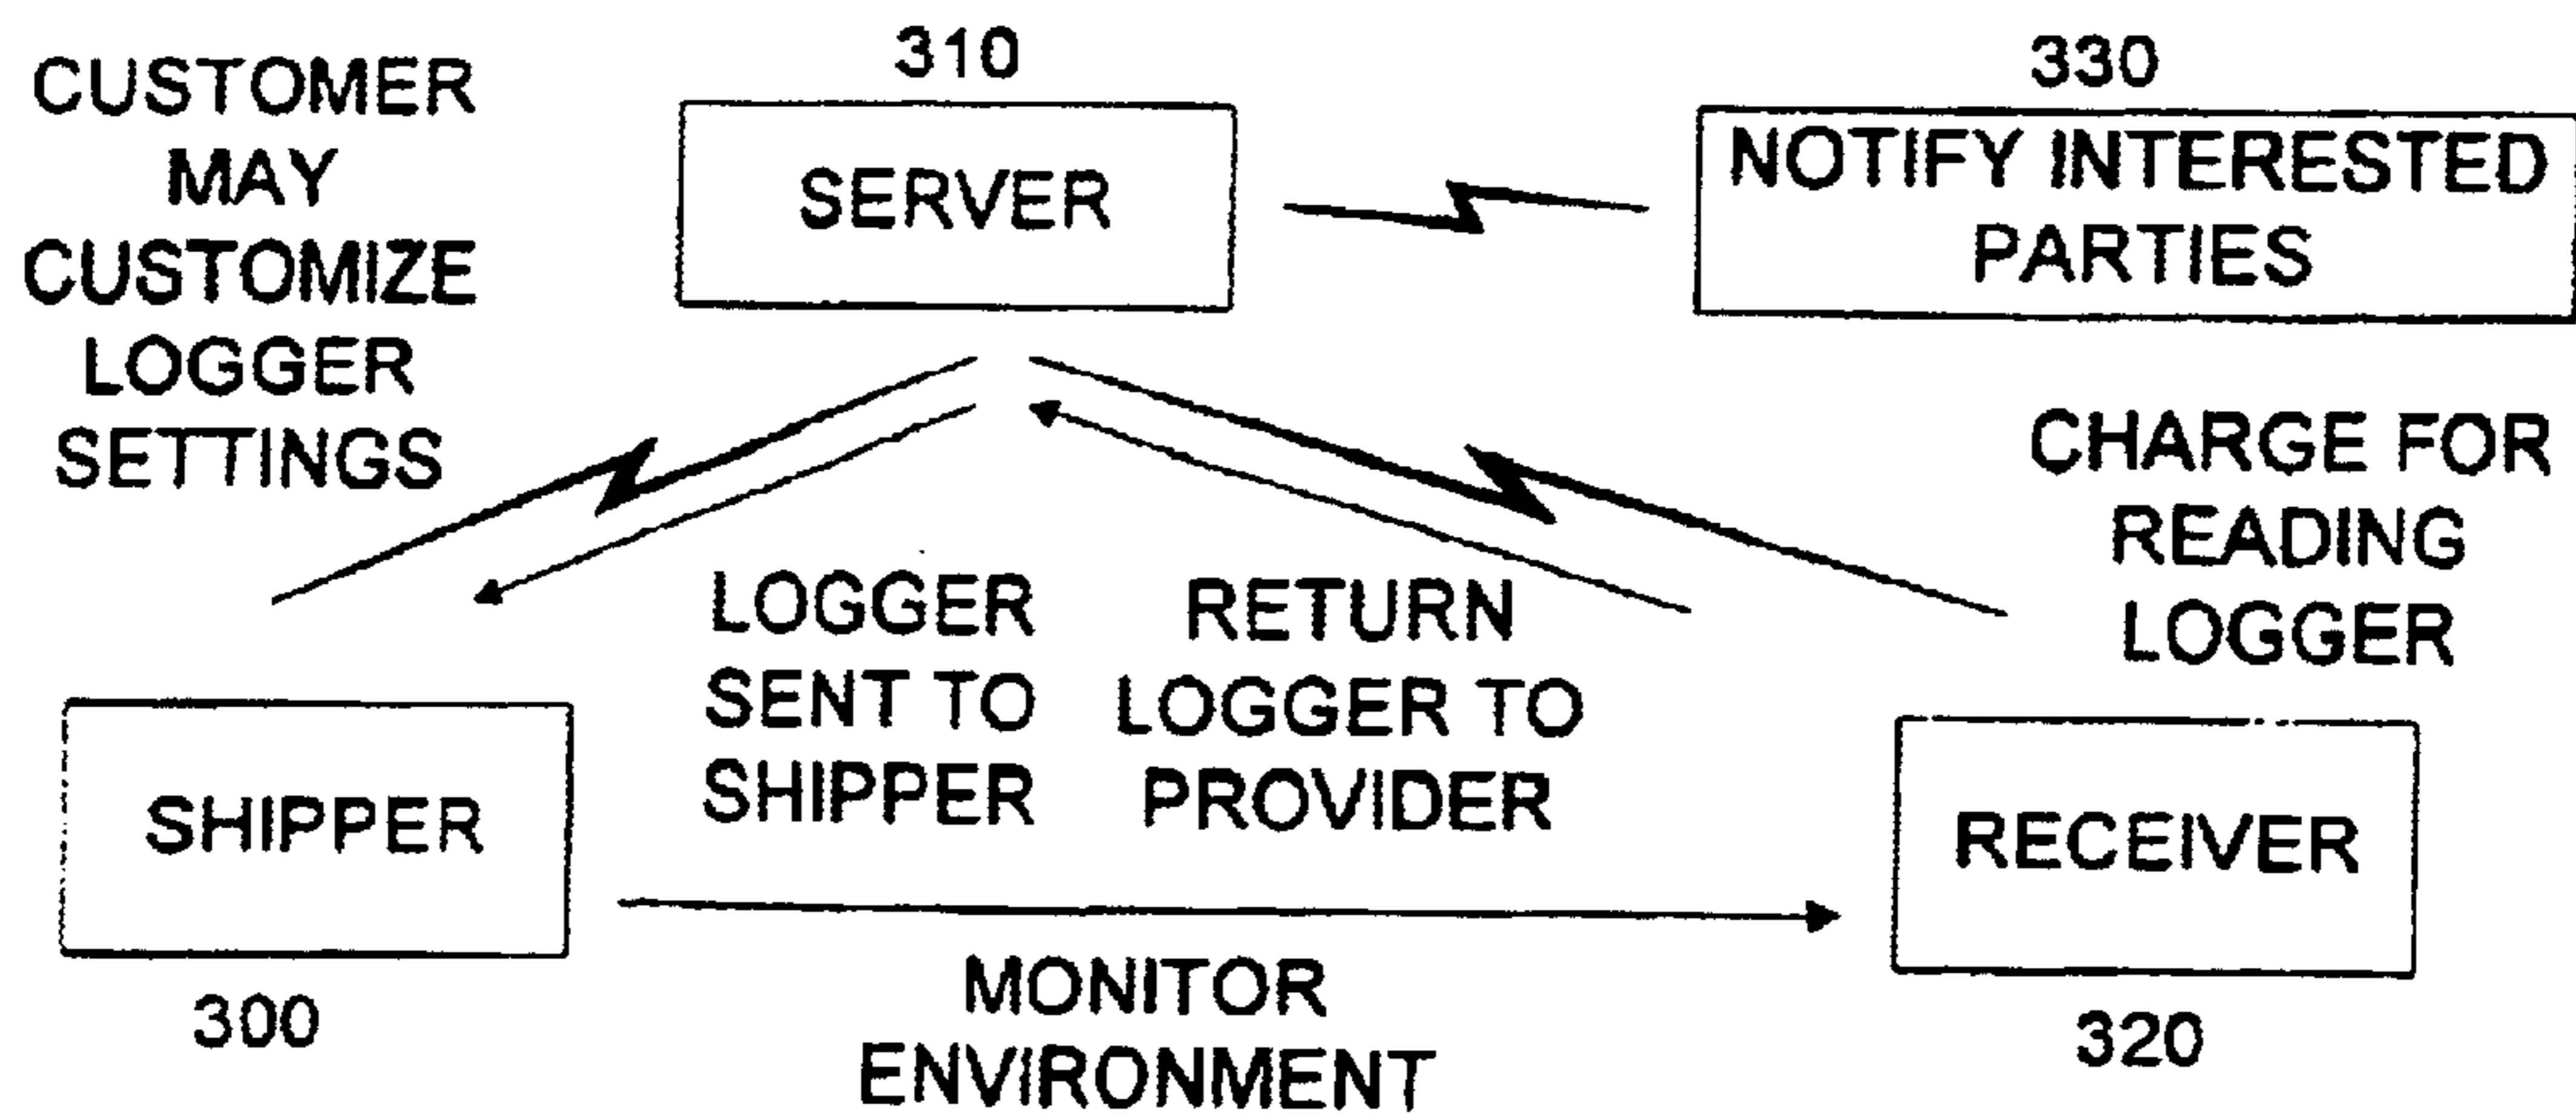 CUSTOMER
MAY
CUSTOMIZE
LOGGER
SETTINGS
310
SERVER
330
NOTIFY INTERESTED
PARTIES
CHARGE FOR
READING
LOGGER
LOGGER
SENT TO
SHIPPER
RETURN
LOGGER TO
PROVIDER
SHIPPER
300
RECEIVER
320
MONITOR
ENVIRONMENT